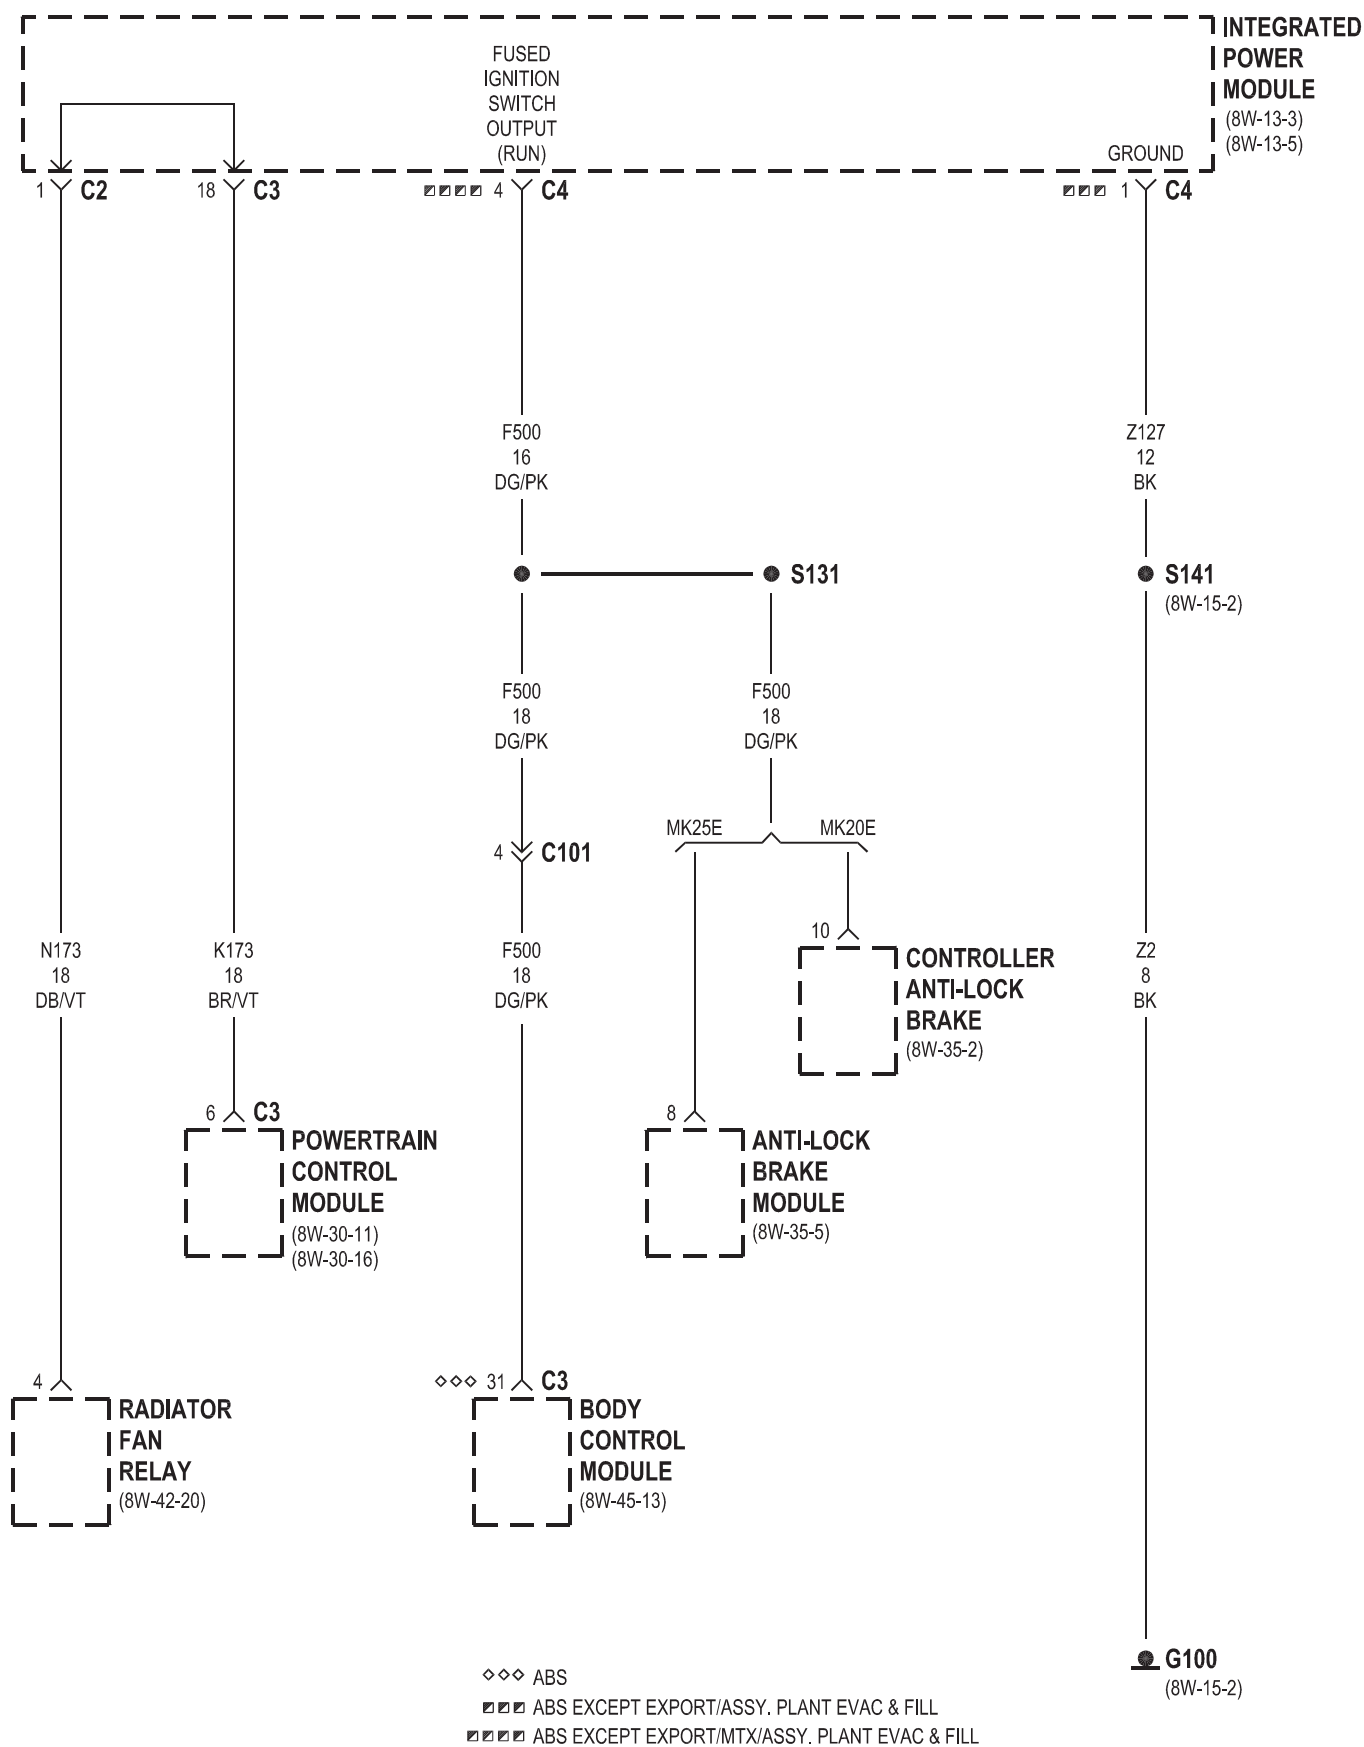 INTEGRATED
POWER
MODULE
(8W-13-3)
(8W-13-5)
FUSED
IGNITION
SWITCH
OUTPUT
(RUN)
GROUND
1 C2
18 C3
4 C4
1 C4
F500
16
DG/PK
Z127
12
BK
S131
S141
(8W-15-2)
F500
18
DG/PK
F500
18
DG/PK
MK25E
MK20E
4 C101
N173
18
DB/VT
K173
18
BR/VT
F500
18
DG/PK
10
CONTROLLER
ANTI-LOCK
BRAKE
(8W-35-2)
Z2
8
BK
6 C3
POWERTRAIN
CONTROL
MODULE
(8W-30-11)
(8W-30-16)
8
ANTI-LOCK
BRAKE
MODULE
(8W-35-5)
4
RADIATOR
FAN
RELAY
(8W-42-20)
31 C3
BODY
CONTROL
MODULE
(8W-45-13)
G100
(8W-15-2)
ABS
ABS EXCEPT EXPORT/ASSY. PLANT EVAC & FILL
ABS EXCEPT EXPORT/MTX/ASSY. PLANT EVAC & FILL